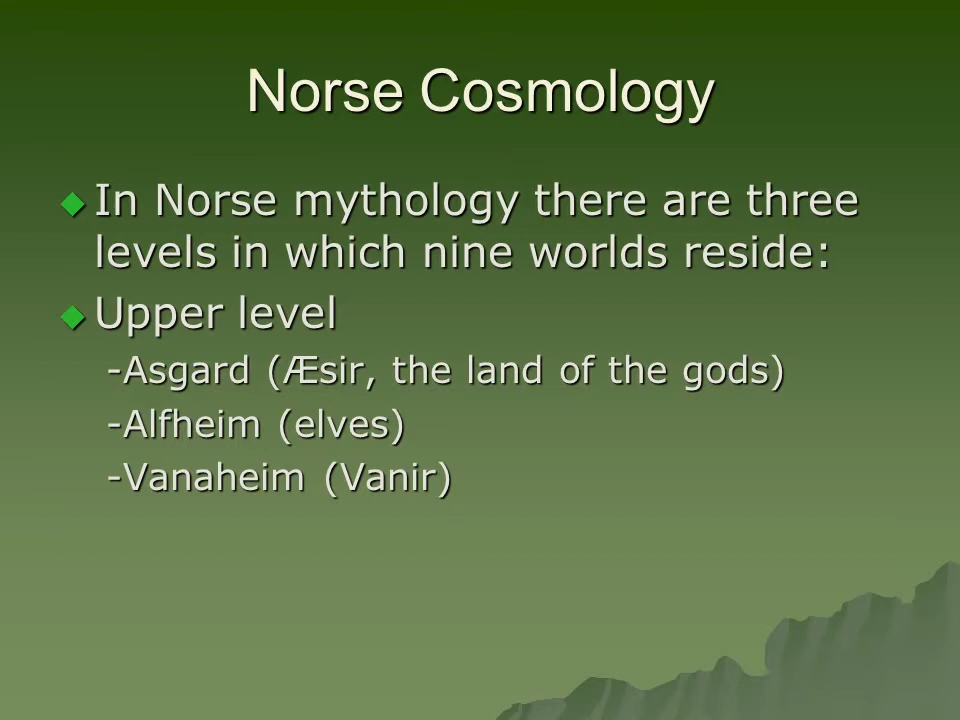 Norse Cosmology
In Norse mythology there are three
levels in which nine worlds reside:
Upper level
-Asgard (Æsir, the land of the gods)
-Alfheim (elves)
-Vanaheim (Vanir)